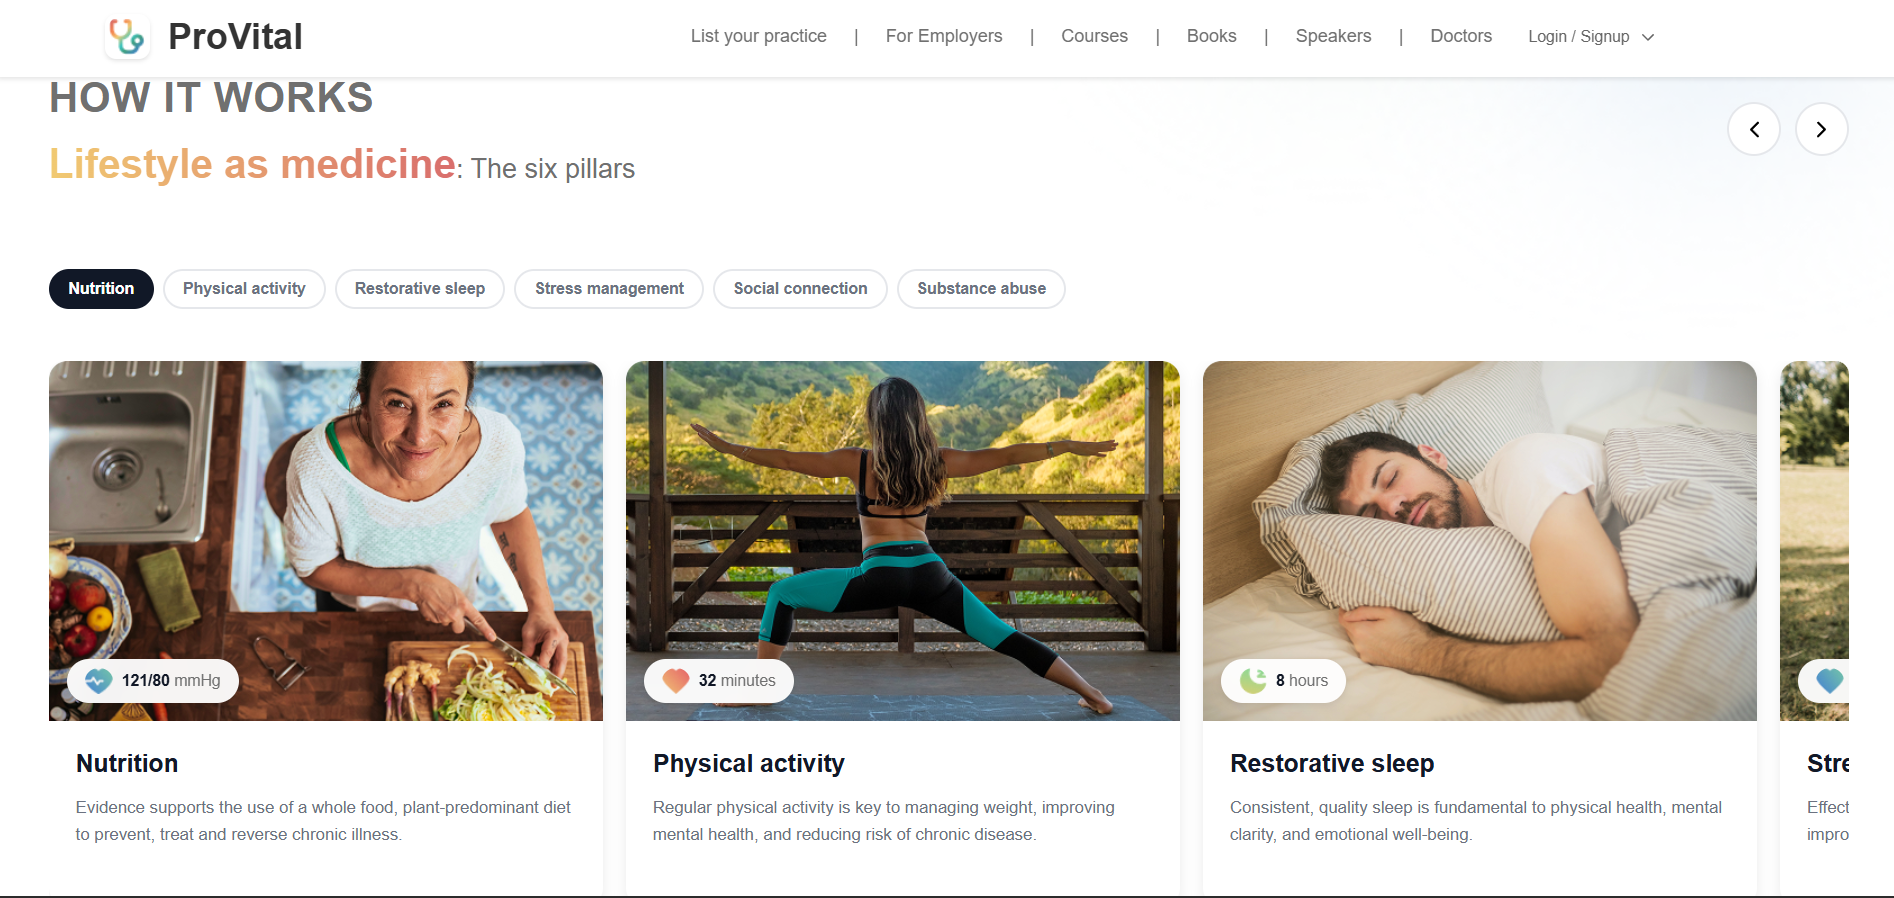 ProVital
List your practice | For Employers | Courses | Books | Speakers | Doctors Login / Signup
HOW IT WORKS
Lifestyle as medicine: The six pillars
Nutrition Physical activity Restorative sleep Stress management Social connection Substance abuse
121/80 mmHg
32 minutes
8 hours
Nutrition
Evidence supports the use of a whole food, plant-predominant diet
to prevent, treat and reverse chronic illness.
Physical activity
Regular physical activity is key to managing weight, improving
mental health, and reducing risk of chronic disease.
Restorative sleep
Consistent, quality sleep is fundamental to physical health, mental
clarity, and emotional well-being.
Stre
Effect
impro